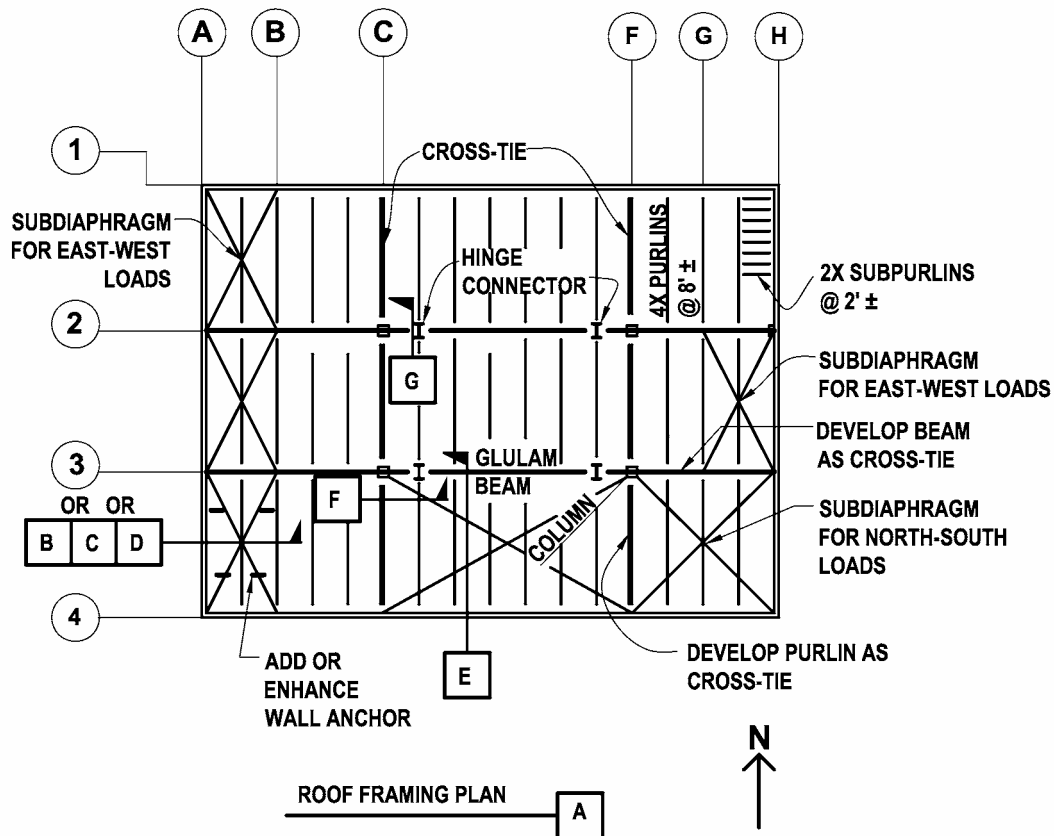 A B C F G H
1
CROSS-TIE
SUBDIAPHRAGM
FOR EAST-WEST
LOADS
HINGE
CONNECTOR
4X PURLINS
@ 8' ±
2X SUBPURLINS
@ 2' ±
2
G
SUBDIAPHRAGM
FOR EAST-WEST LOADS
DEVELOP BEAM
AS CROSS-TIE
3
GLULAM
BEAM
F
OR OR
B C D
COLUMN
SUBDIAPHRAGM
FOR NORTH-SOUTH
LOADS
4
ADD OR
ENHANCE
WALL ANCHOR
E
DEVELOP PURLIN AS
CROSS-TIE
N
ROOF FRAMING PLAN
A